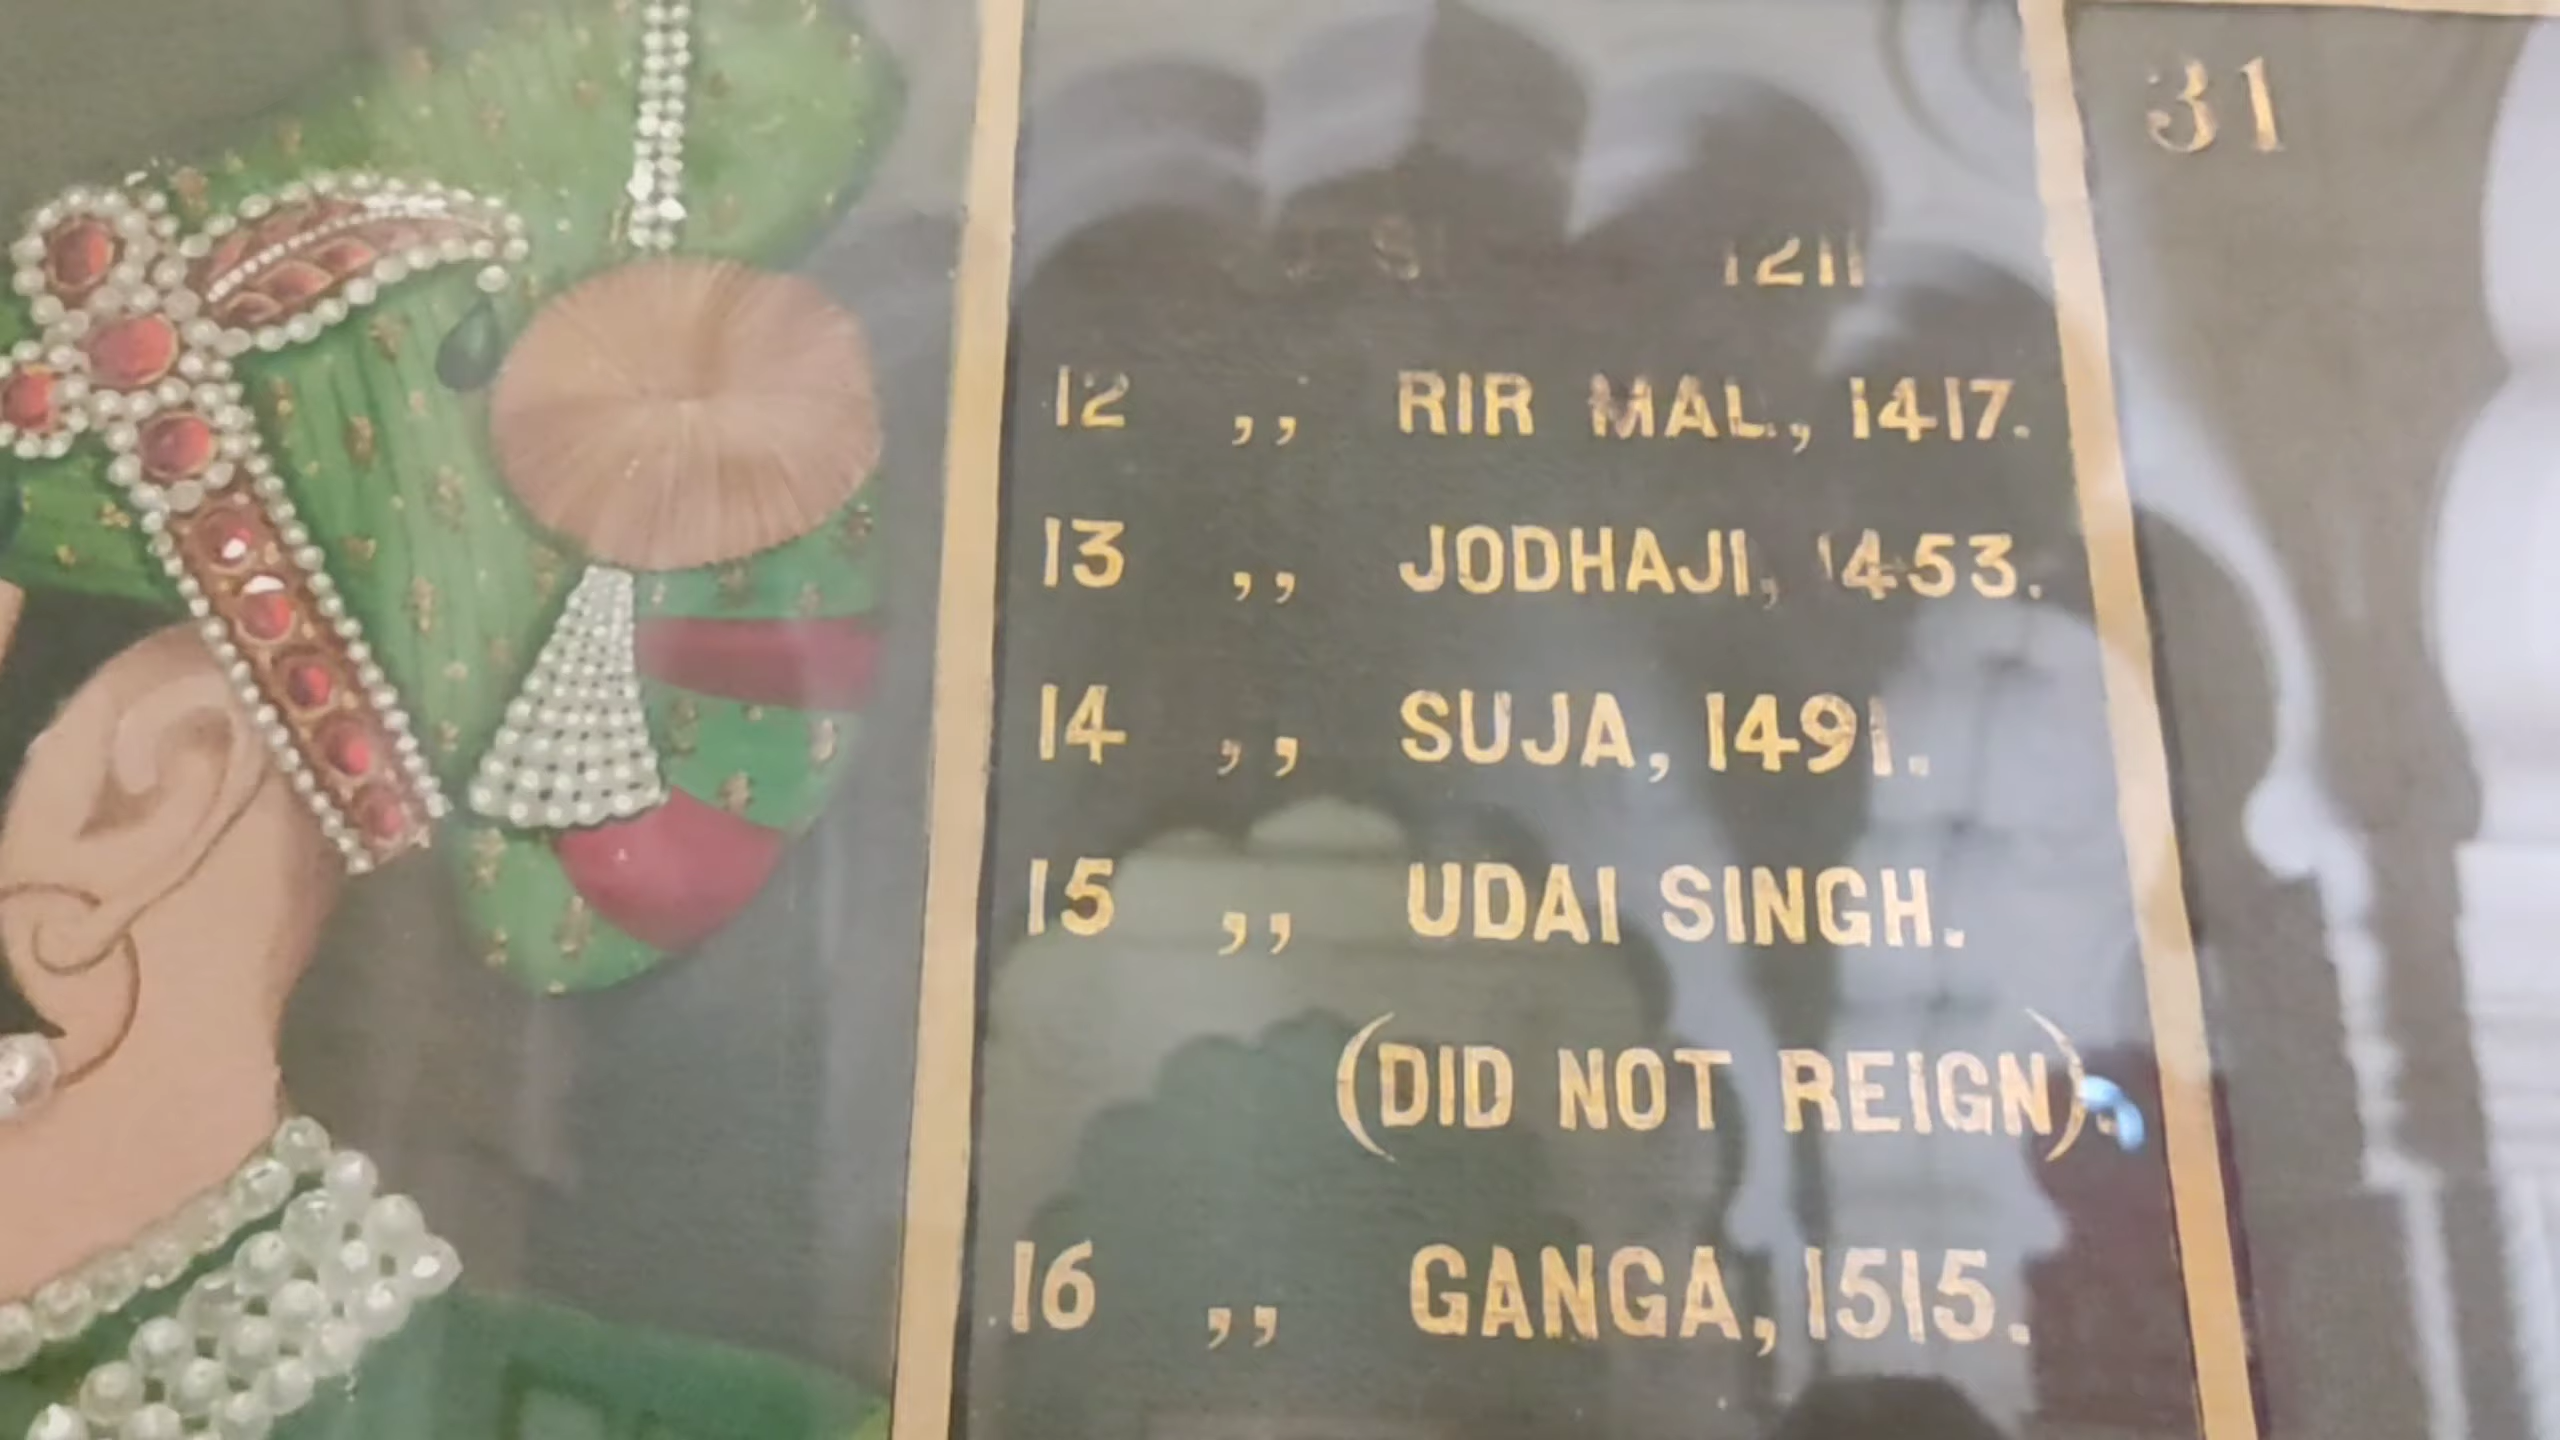 31
12 ,, RIR MAL, 1417.
13 ,, JODHAJI, 1453.
14 ,, SUJA, 1491.
15 ,, UDAI SINGH.
(DID NOT REIGN).
16 ,, GANGA, 1515.